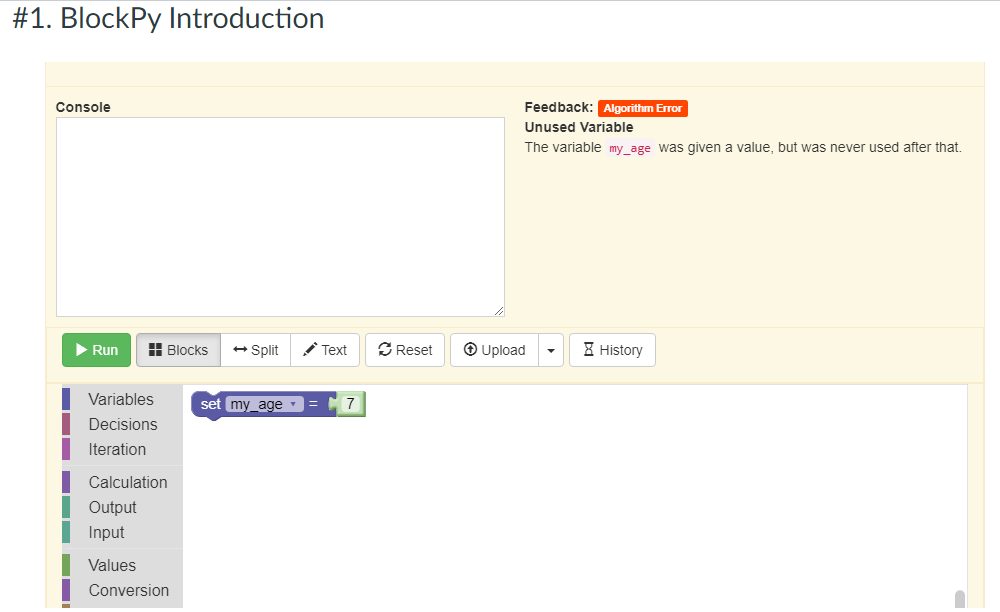 #1. BlockPy Introduction
Console
Feedback: Algorithm Error
Unused Variable
The variable my_age was given a value, but was never used after that.
Run Blocks Split Text Reset Upload History
Variables
Decisions
Iteration
Calculation
Output
Input
Values
Conversion
set my_age = 7